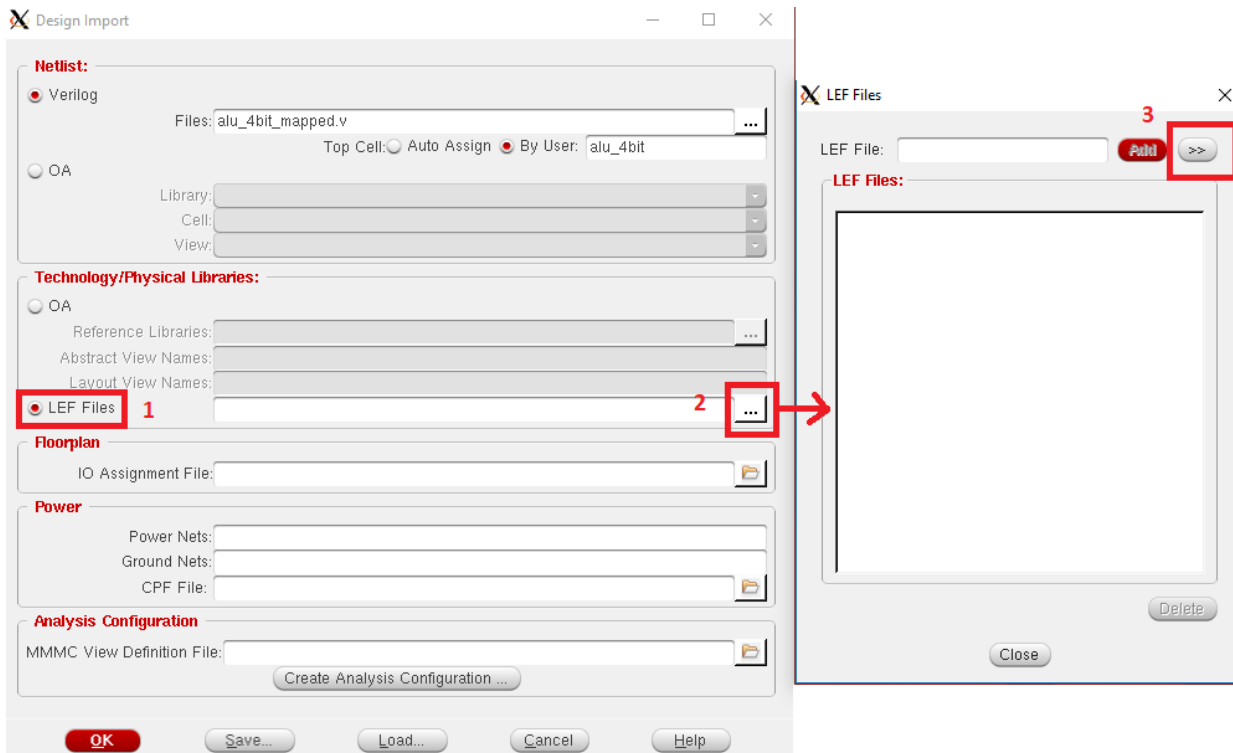 Design Import
Netlist:
Verilog
Files: alu_4bit_mapped.v ...
Top Cell: Auto Assign By User: alu_4bit
OA
Library:
Cell:
View:
Technology/Physical Libraries:
OA
Reference Libraries: ...
Abstract View Names:
Layout View Names:
LEF Files 1 2 ...
Floorplan
IO Assignment File:
Power
Power Nets:
Ground Nets:
CPF File:
Analysis Configuration
MMMC View Definition File:
Create Analysis Configuration ...
OK Save... Load... Cancel Help
LEF Files
3
LEF File: Add >>
LEF Files:
Delete
Close